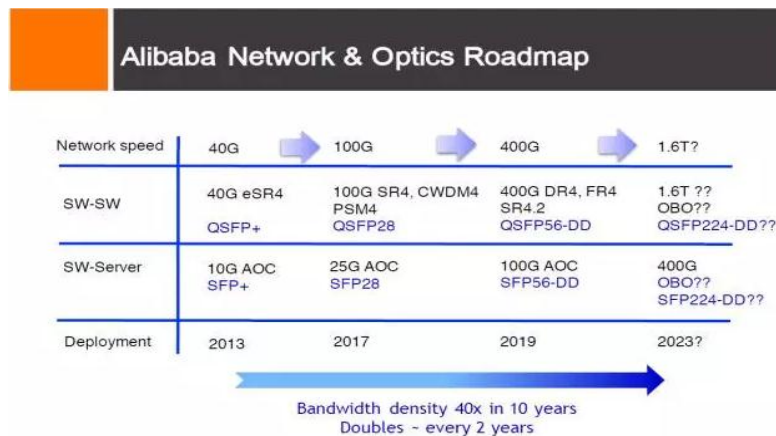 Alibaba Network & Optics Roadmap
Network speed 40G 100G 400G 1.6T?
SW-SW
40G eSR4
QSFP+
100G SR4, CWDM4
PSM4
QSFP28
400G DR4, FR4
SR4.2
QSFP56-DD
1.6T ??
OBO??
QSFP224-DD??
SW-Server
10G AOC
SFP+
25G AOC
SFP28
100G AOC
SFP56-DD
400G
OBO??
SFP224-DD??
Deployment 2013 2017 2019 2023?
Bandwidth density 40x in 10 years
Doubles ~ every 2 years